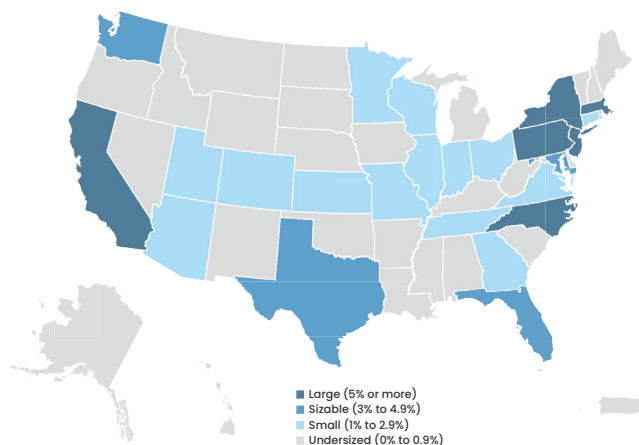 Large (5% or more)
Sizable (3% to 4.9%)
Small (1% to 2.9%)
Undersized (0% to 0.9%)